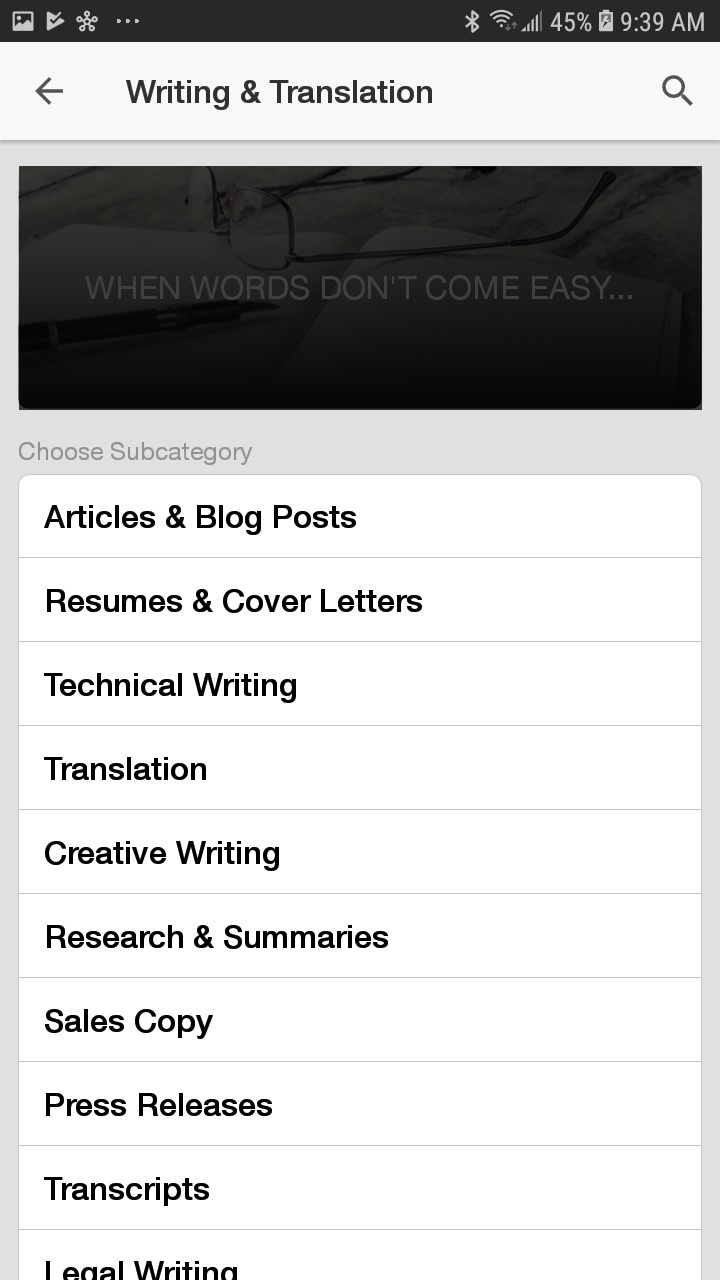 45% 9:39 AM
Writing & Translation
WHEN WORDS DON'T COME EASY...
Choose Subcategory
Articles & Blog Posts
Resumes & Cover Letters
Technical Writing
Translation
Creative Writing
Research & Summaries
Sales Copy
Press Releases
Transcripts
Legal Writing